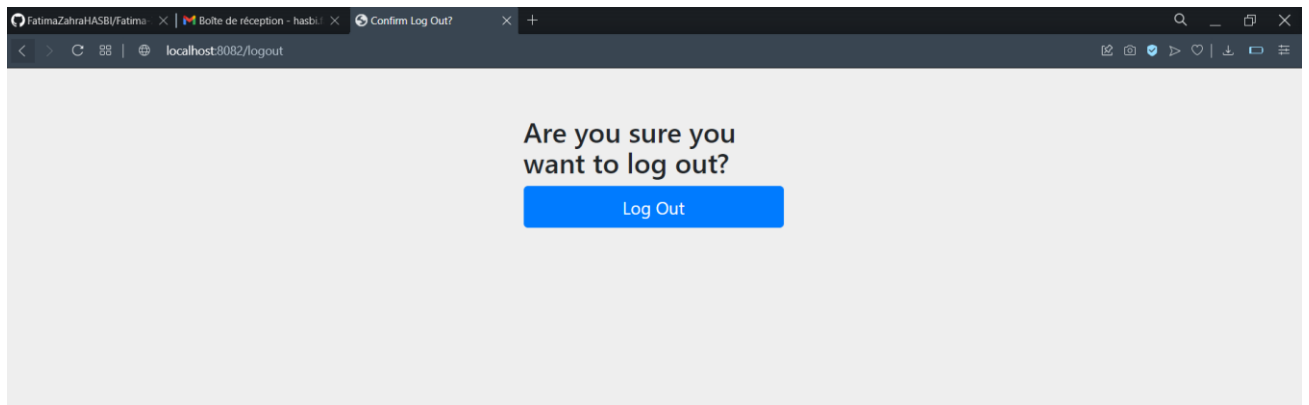 FatimaZahraHASBI/Fatima-
Boîte de réception - hasbi.f
Confirm Log Out?
localhost:8082/logout
Are you sure you
want to log out?
Log Out